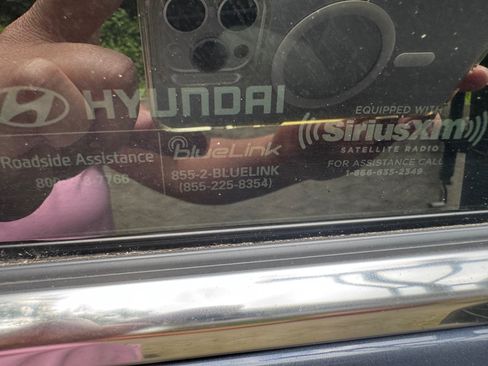 HYUNDAI
Roadside Assistance
BlueLink
855-2-BLUELINK
(855-225-8354)
EQUIPPED WITH
SiriusXM
SATELLITE RADIO
FOR ASSISTANCE CALL
1-866-635-2349